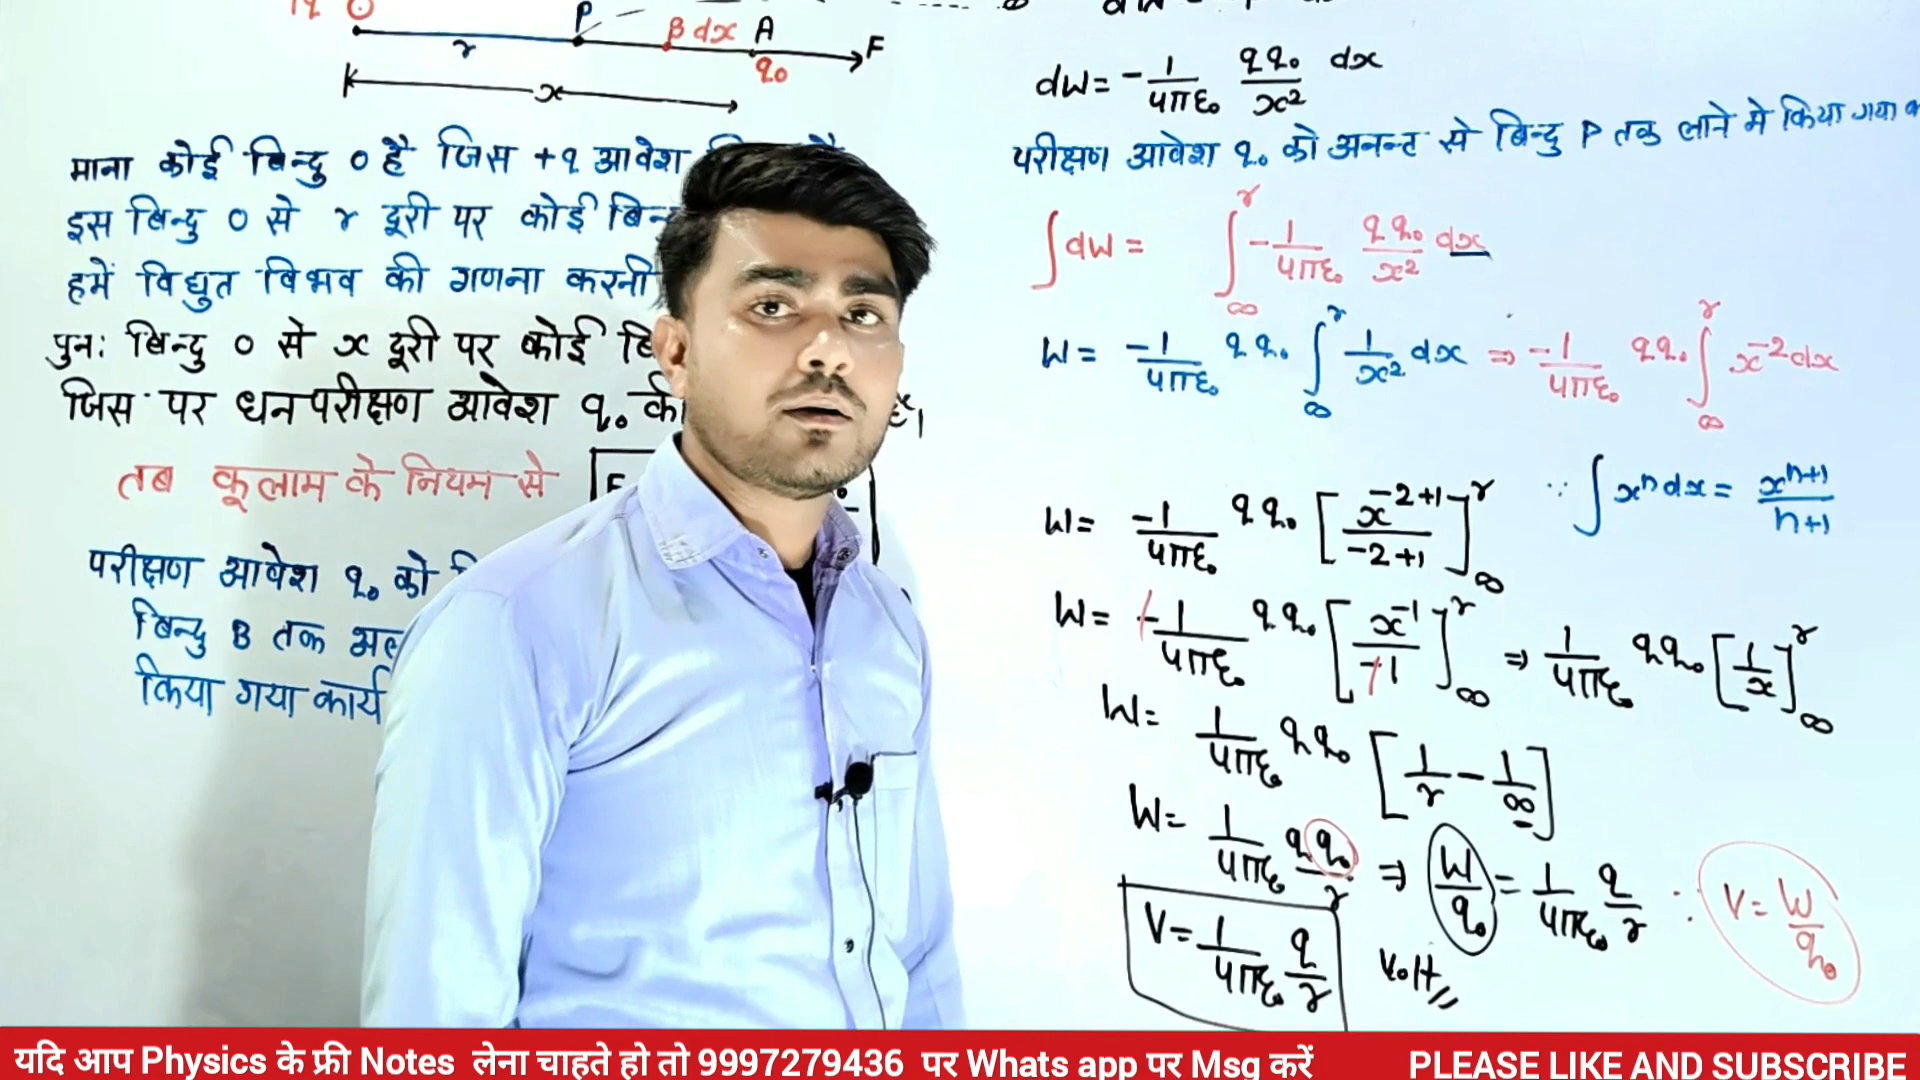 P β dx A F
r q₀
x
माना कोई बिन्दु O है जिस +q आवेश
इस बिन्दु O से r दूरी पर कोई
हमें विद्युत विभव की गणना करनी
पुनः बिन्दु O से x दूरी पर कोई
जिस पर धन परीक्षण आवेश q₀ की
तब कूलाम के नियम से
परीक्षण आवेश q₀ को
बिन्दु B तक
किया गया कार्य
dW = -1/4πε₀ qq₀/x² dx
परीक्षण आवेश q₀ को अनन्त से बिन्दु P तक लाने मे किया गया
∫dW = ∫_∞^r -1/4πε₀ qq₀/x² dx
W = -1/4πε₀ qq₀ ∫_∞^r 1/x² dx ⇒ -1/4πε₀ qq₀ ∫_∞^r x⁻² dx
W = -1/4πε₀ qq₀ [x^(-2+1)/(-2+1)]_∞^r ∵ ∫xⁿdx = xⁿ⁺¹/n+1
W = -1/4πε₀ qq₀ [x⁻¹/-1]_∞^r ⇒ 1/4πε₀ qq₀ [1/x]_∞^r
W = 1/4πε₀ qq₀ [1/r - 1/∞]
W = 1/4πε₀ qq₀/r ⇒ W/q₀ = 1/4πε₀ q/r ∵ V = W/q₀
V = 1/4πε₀ q/r Volt
यदि आप Physics के फ्री Notes लेना चाहते हो तो 9997279436 पर Whats app पर Msg करें PLEASE LIKE AND SUBSCRIBE